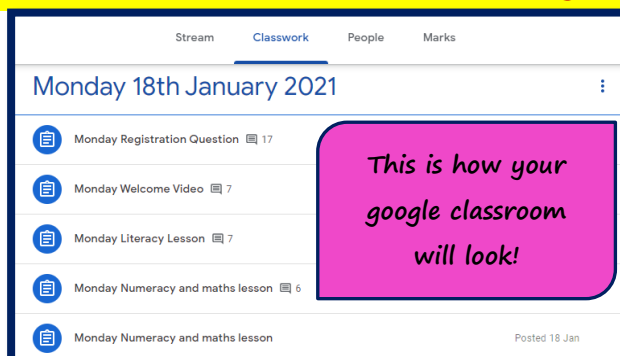 Stream Classwork People Marks
Monday 18th January 2021
Monday Registration Question 17
Monday Welcome Video 7
Monday Literacy Lesson 7
Monday Numeracy and maths lesson 6
Monday Numeracy and maths lesson Posted 18 Jan
This is how your
google classroom
will look!